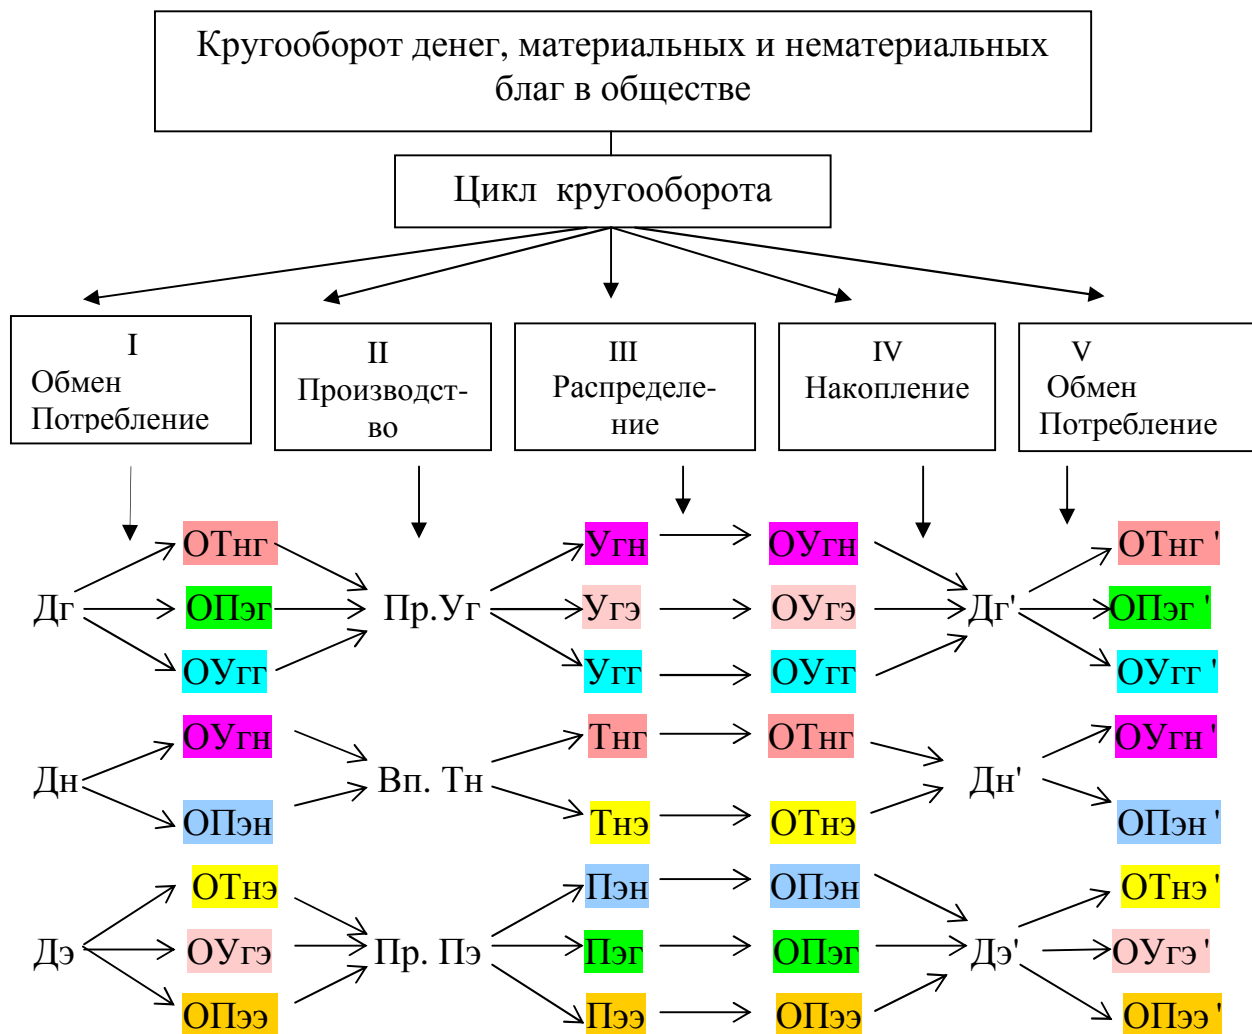 Кругооборот денег, материальных и нематериальных
благ в обществе
Цикл кругооборота
I
Обмен
Потребление
II
Производст-
во
III
Распределе-
ние
IV
Накопление
V
Обмен
Потребление
ОТнг Угн ОУгн ОТнг '
Дг ОПэг Пр.Уг Угэ ОУгэ Дг' ОПэг '
ОУгг Угг ОУгг ОУгг '
ОУгн Тнг ОТнг ОУгн '
Дн Вп. Тн Дн'
ОПэн Тнэ ОТнэ ОПэн '
ОТнэ Пэн ОПэн ОТнэ '
Дэ ОУгэ Пр. Пэ Пэг ОПэг Дэ' ОУгэ '
ОПээ Пээ ОПээ ОПээ '